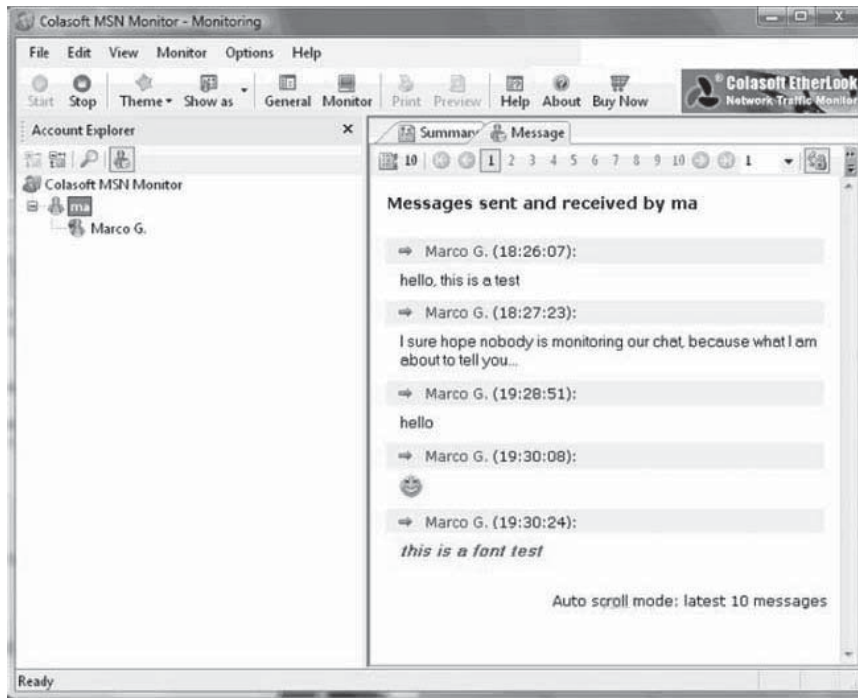 Colasoft MSN Monitor - Monitoring
File Edit View Monitor Options Help
Start Stop Theme Show as General Monitor Print Preview Help About Buy Now
Colasoft EtherLook
Network Traffic Monitor
Account Explorer
Summary Message
10 1 2 3 4 5 6 7 8 9 10 1
Colasoft MSN Monitor
ma
Marco G.
Messages sent and received by ma
Marco G. (18:26:07):
hello, this is a test
Marco G. (18:27:23):
I sure hope nobody is monitoring our chat, because what I am
about to tell you...
Marco G. (19:28:51):
hello
Marco G. (19:30:08):
Marco G. (19:30:24):
this is a font test
Auto scroll mode: latest 10 messages
Ready